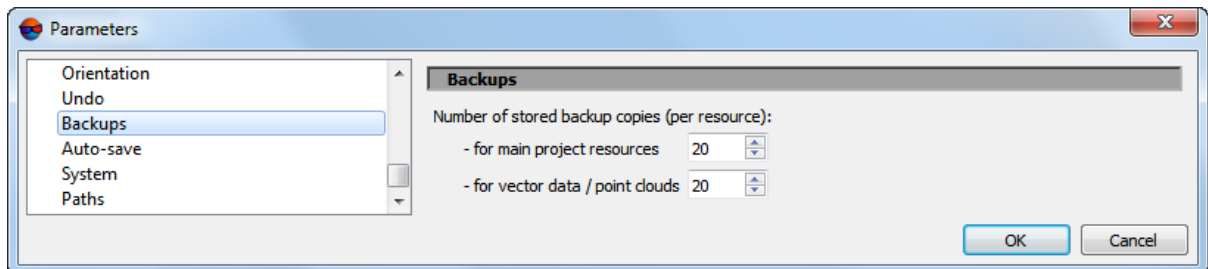 Parameters
Orientation
Undo
Backups
Auto-save
System
Paths
Backups
Number of stored backup copies (per resource):
- for main project resources 20
- for vector data / point clouds 20
OK Cancel